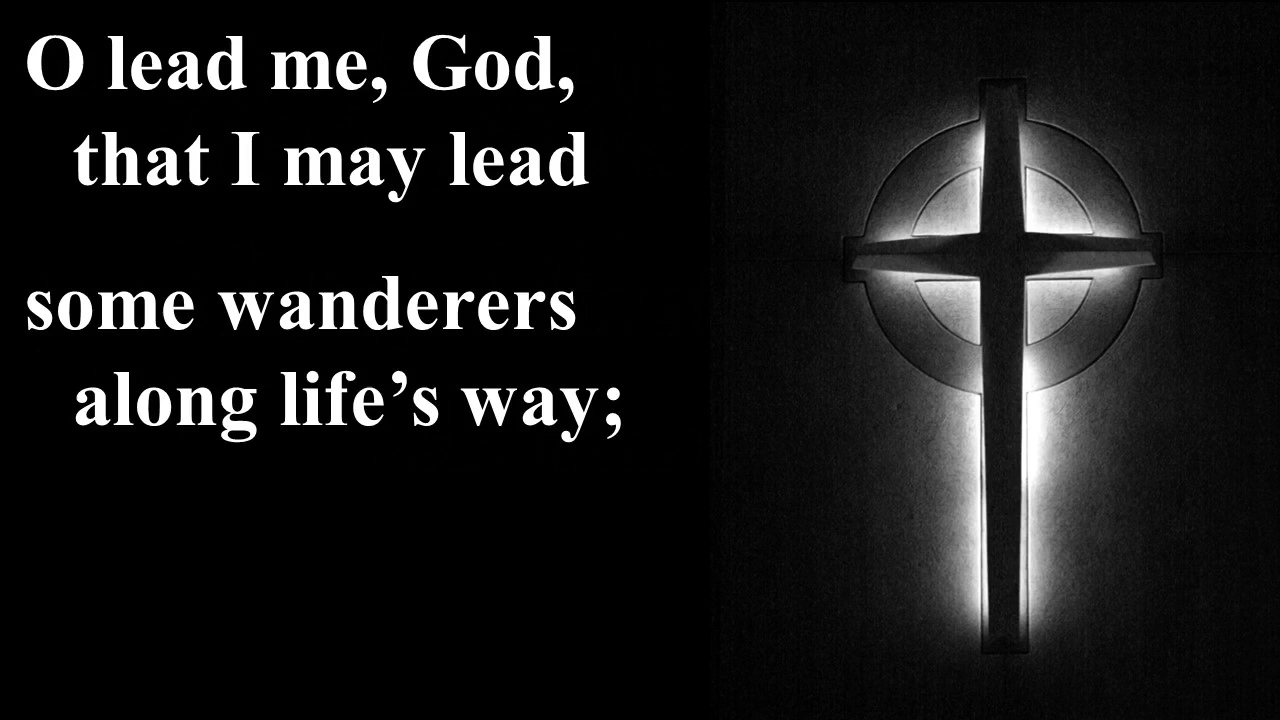 O lead me, God,
that I may lead
some wanderers
along life’s way;